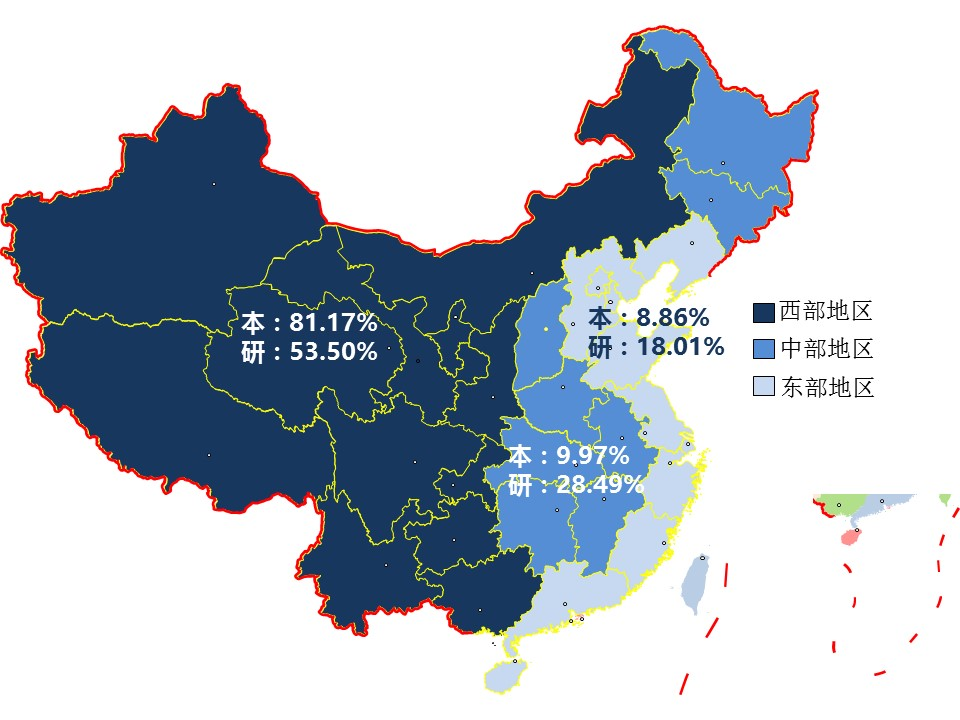 本：81.17%
研：53.50%
本：8.86%
研：18.01%
本：9.97%
研：28.49%
西部地区
中部地区
东部地区